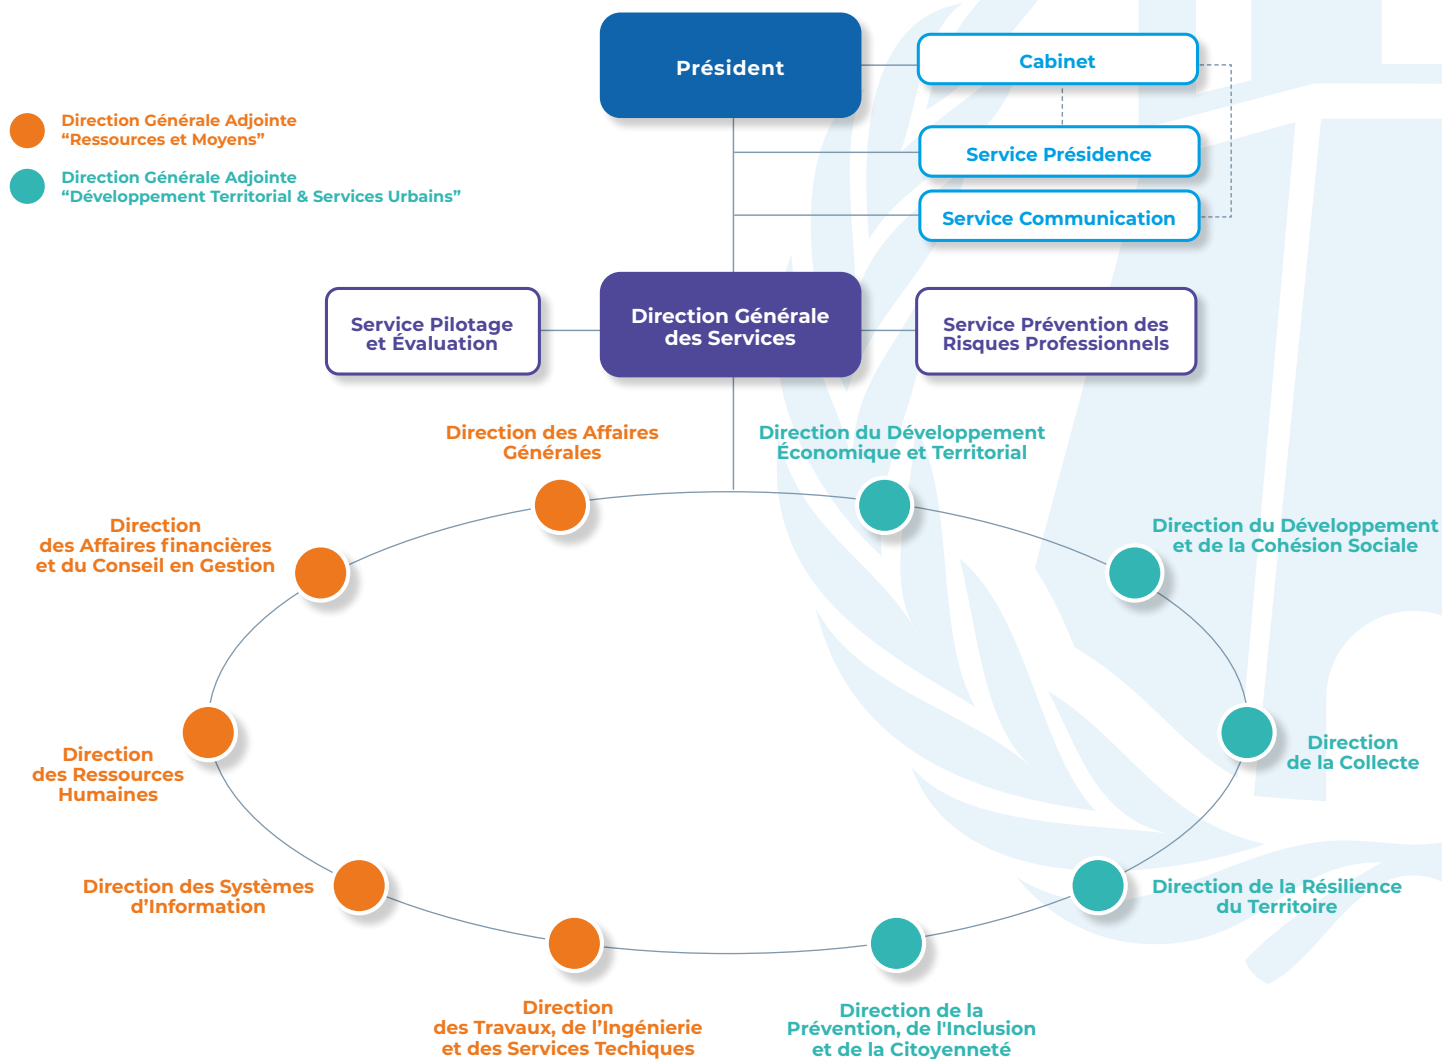 Président
Cabinet
Direction Générale Adjointe
“Ressources et Moyens”
Service Présidence
Direction Générale Adjointe
“Développement Territorial & Services Urbains”
Service Communication
Service Pilotage
et Évaluation
Direction Générale
des Services
Service Prévention des
Risques Professionnels
Direction des Affaires
Générales
Direction du Développement
Économique et Territorial
Direction
des Affaires financières
et du Conseil en Gestion
Direction du Développement
et de la Cohésion Sociale
Direction
des Ressources
Humaines
Direction
de la Collecte
Direction des Systèmes
d’Information
Direction de la Résilience
du Territoire
Direction
des Travaux, de l’Ingénierie
et des Services Techiques
Direction de la
Prévention, de l'Inclusion
et de la Citoyenneté